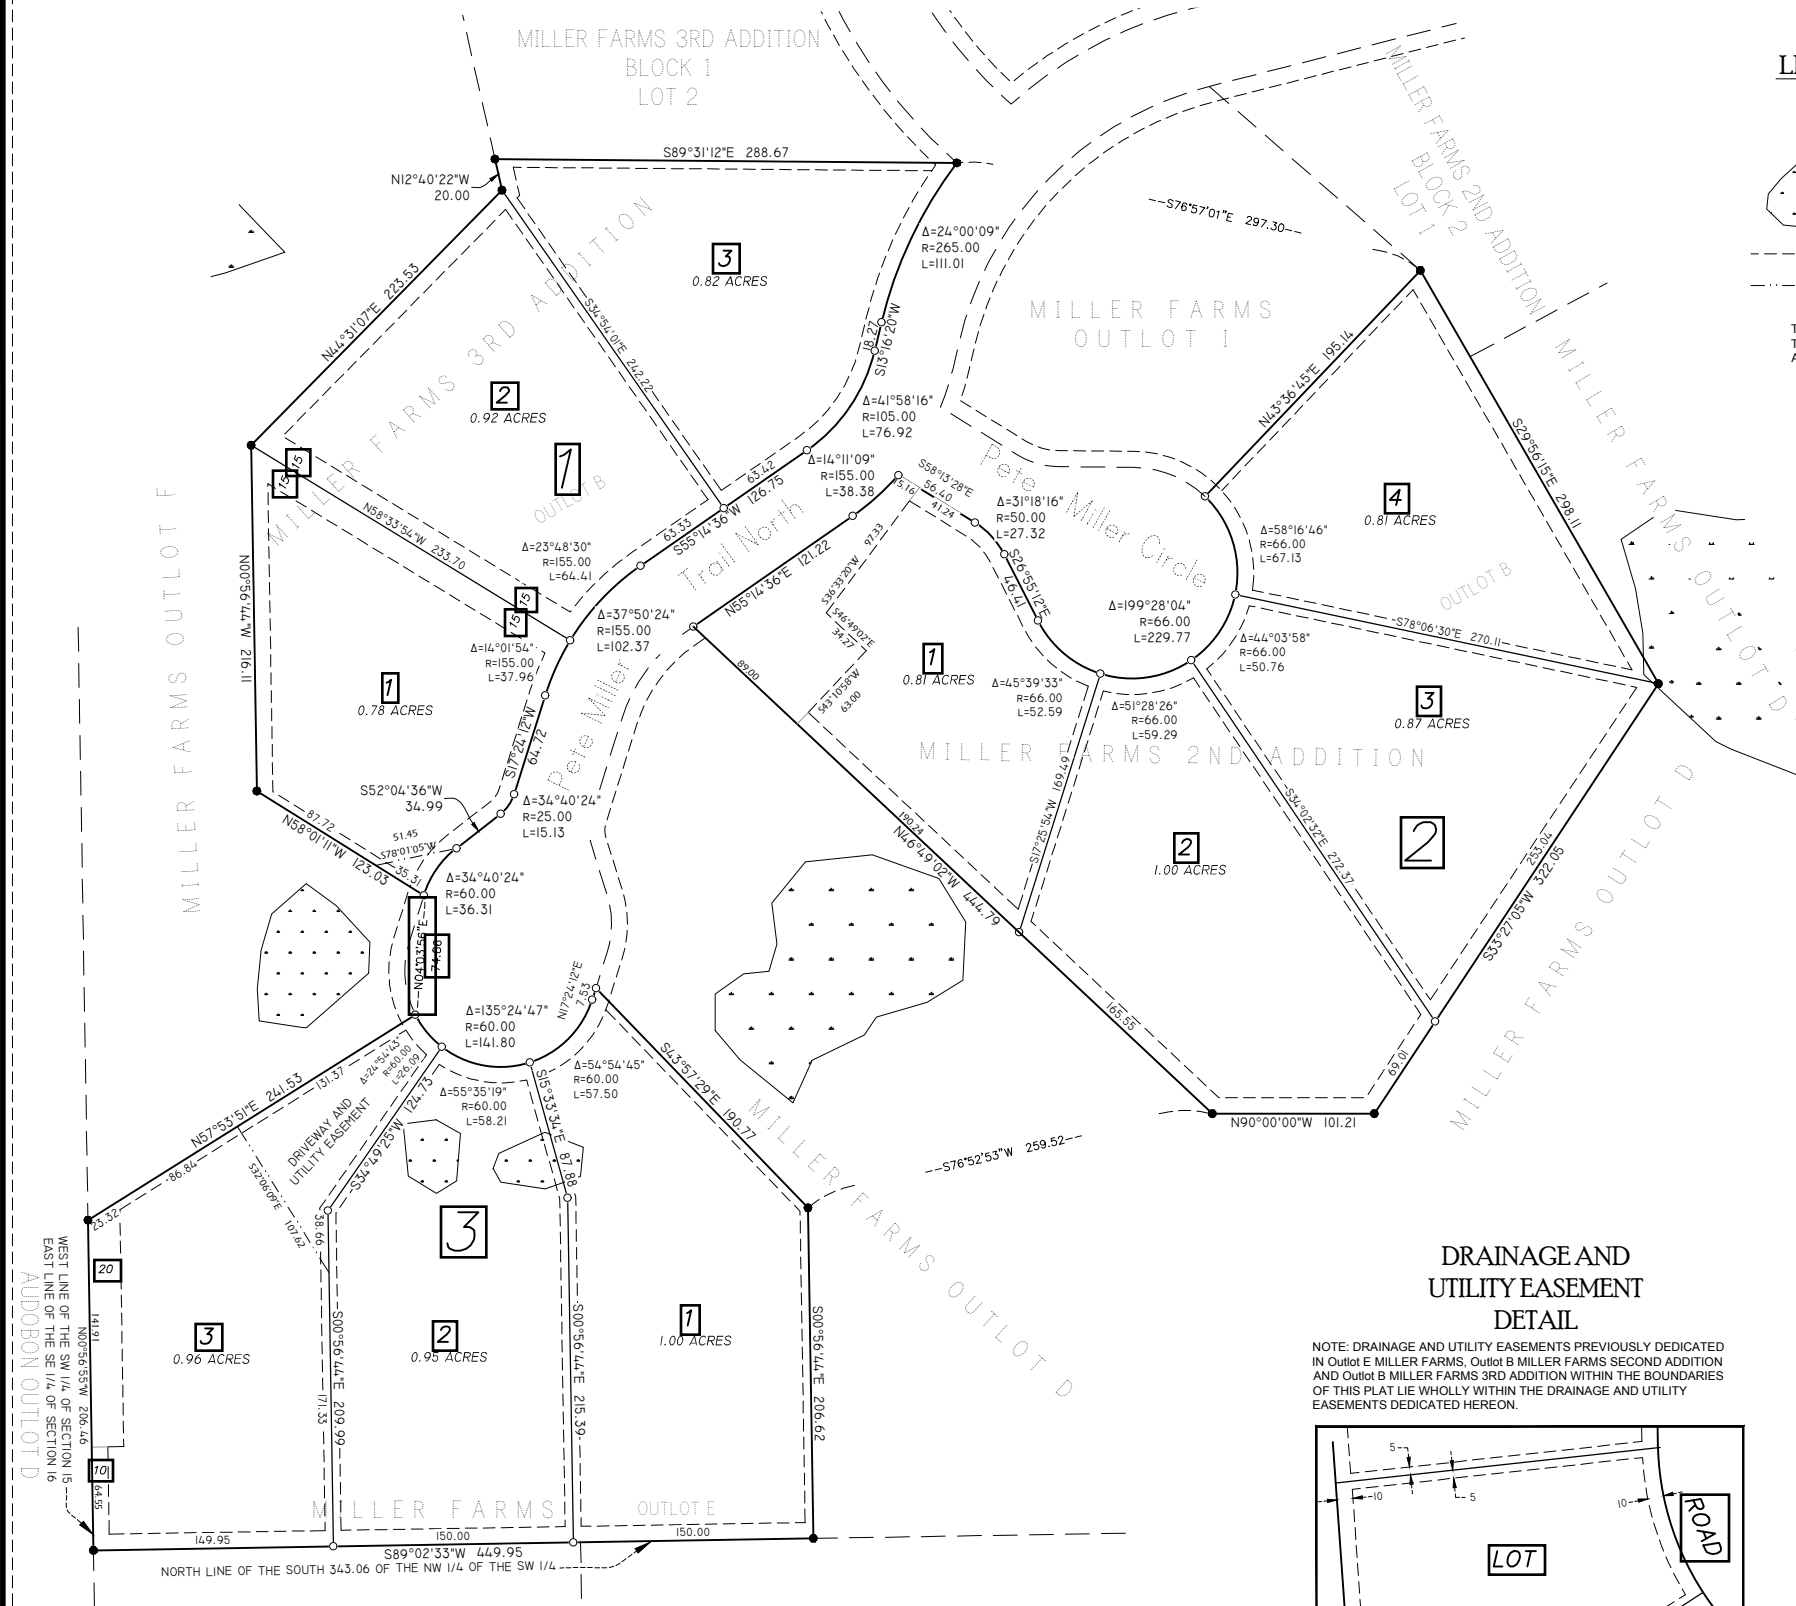 MILLER FARMS 3RD ADDITION
BLOCK 1
LOT 2
S89°31'12"E 288.67
N12°40'22"W
20.00
N44°31'07"E 223.53
MILLER FARMS 3RD ADDITION
S34°54'01"E 242.22
3
0.82 ACRES
Δ=24°00'09"
R=265.00
L=111.01
18.27
S13°16'20"W
--S76°57'01"E 297.30--
MILLER FARMS 2ND ADDITION
BLOCK 2
LOT 1
MILLER FARMS
OUTLOT I
2
0.92 ACRES
1
OUTLOT B
15
15
N58°33'54"W 233.70
15
15
Δ=23°48'30"
R=155.00
L=64.41
63.33
63.42
S55°14'36"W 126.75
Δ=41°58'16"
R=105.00
L=76.92
Δ=14°11'09"
R=155.00
L=38.38
15.16
S58°13'28"E
56.40
41.24
Δ=31°18'16"
R=50.00
L=27.32
S26°55'12"E
46.41
Pete Miller Circle
Pete Miller
Trail North
N55°14'36"E 121.22
S36°33'20"W 97.33
S46°49'02"E
34.27
S43°10'58"W
63.00
1
0.81 ACRES
89.00
190.24
N46°49'02"W 444.79
165.55
Δ=199°28'04"
R=66.00
L=229.77
Δ=45°39'33"
R=66.00
L=52.59
Δ=51°28'26"
R=66.00
L=59.29
Δ=44°03'58"
R=66.00
L=50.76
Δ=58°16'46"
R=66.00
L=67.13
N43°36'45"E 195.14
4
0.81 ACRES
S29°56'15"E 298.11
MILLER FARMS OUTLOT D
OUTLOT B
S78°06'30"E 270.11
3
0.87 ACRES
MILLER FARMS 2ND ADDITION
S17°25'54"W 169.49
2
1.00 ACRES
S34°02'32"E 272.37
2
253.04
S33°27'05"W 322.05
69.01
N90°00'00"W 101.21
MILLER FARMS OUTLOT D
MILLER FARMS OUTLOT E
N00°56'44"W 216.11
1
0.78 ACRES
Δ=14°01'54"
R=155.00
L=37.96
Δ=37°50'24"
R=155.00
L=102.37
S17°24'12"W
64.72
S52°04'36"W
34.99
Δ=34°40'24"
R=25.00
L=15.13
87.72
N58°01'11"W 123.03
51.45
S78°01'05"W
35.31
Δ=34°40'24"
R=60.00
L=36.31
N04°03'56"E
74.86
Δ=135°24'47"
R=60.00
L=141.80
N17°24'12"E
7.53
Δ=24°54'43"
R=60.00
L=26.09
Δ=55°35'19"
R=60.00
L=58.21
Δ=54°54'45"
R=60.00
L=57.50
N57°53'51"E 241.53
131.37
86.84
23.32
DRIVEWAY AND
UTILITY EASEMENT
S34°49'25"W 124.73
S32°06'09"E 107.62
38.66
S15°33'34"E 87.88
S43°57'29"E 190.77
--S76°52'53"W 259.52--
MILLER FARMS OUTLOT D
3
20
3
0.96 ACRES
2
0.95 ACRES
1
1.00 ACRES
141.91
N00°56'55"W 206.46
64.55
10
WEST LINE OF THE SW 1/4 OF SECTION 15
EAST LINE OF THE SE 1/4 OF SECTION 16
AUDOBON OUTLOT D
171.33
S00°56'44"E 209.99
S00°56'44"E 215.39
S00°56'44"E 206.62
MILLER FARMS
OUTLOT E
149.95
150.00
150.00
S89°02'33"W 449.95
NORTH LINE OF THE SOUTH 343.06 OF THE NW 1/4 OF THE SW 1/4
DRAINAGE AND
UTILITY EASEMENT
DETAIL
NOTE: DRAINAGE AND UTILITY EASEMENTS PREVIOUSLY DEDICATED
IN Outlot E MILLER FARMS, Outlot B MILLER FARMS SECOND ADDITION
AND Outlot B MILLER FARMS 3RD ADDITION WITHIN THE BOUNDARIES
OF THIS PLAT LIE WHOLLY WITHIN THE DRAINAGE AND UTILITY
EASEMENTS DEDICATED HEREON.
5
10
5
10
ROAD
LOT